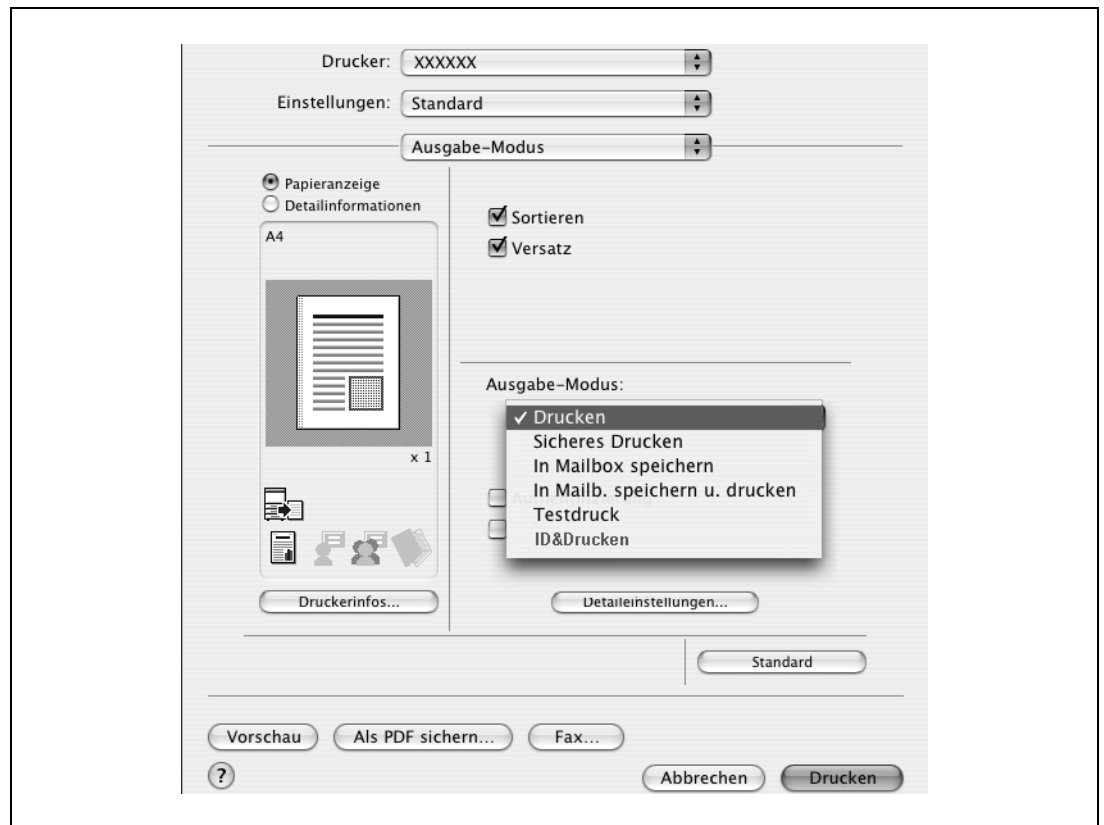 Drucker: XXXXXX
Einstellungen: Standard
Ausgabe-Modus
Papieranzeige
Detailinformationen
A4
x 1
Druckerinfos...
Sortieren
Versatz
Ausgabe-Modus:
✓ Drucken
Sicheres Drucken
In Mailbox speichern
In Mailb. speichern u. drucken
Testdruck
ID&Drucken
Detaileinstellungen...
Standard
Vorschau Als PDF sichern... Fax...
? Abbrechen Drucken